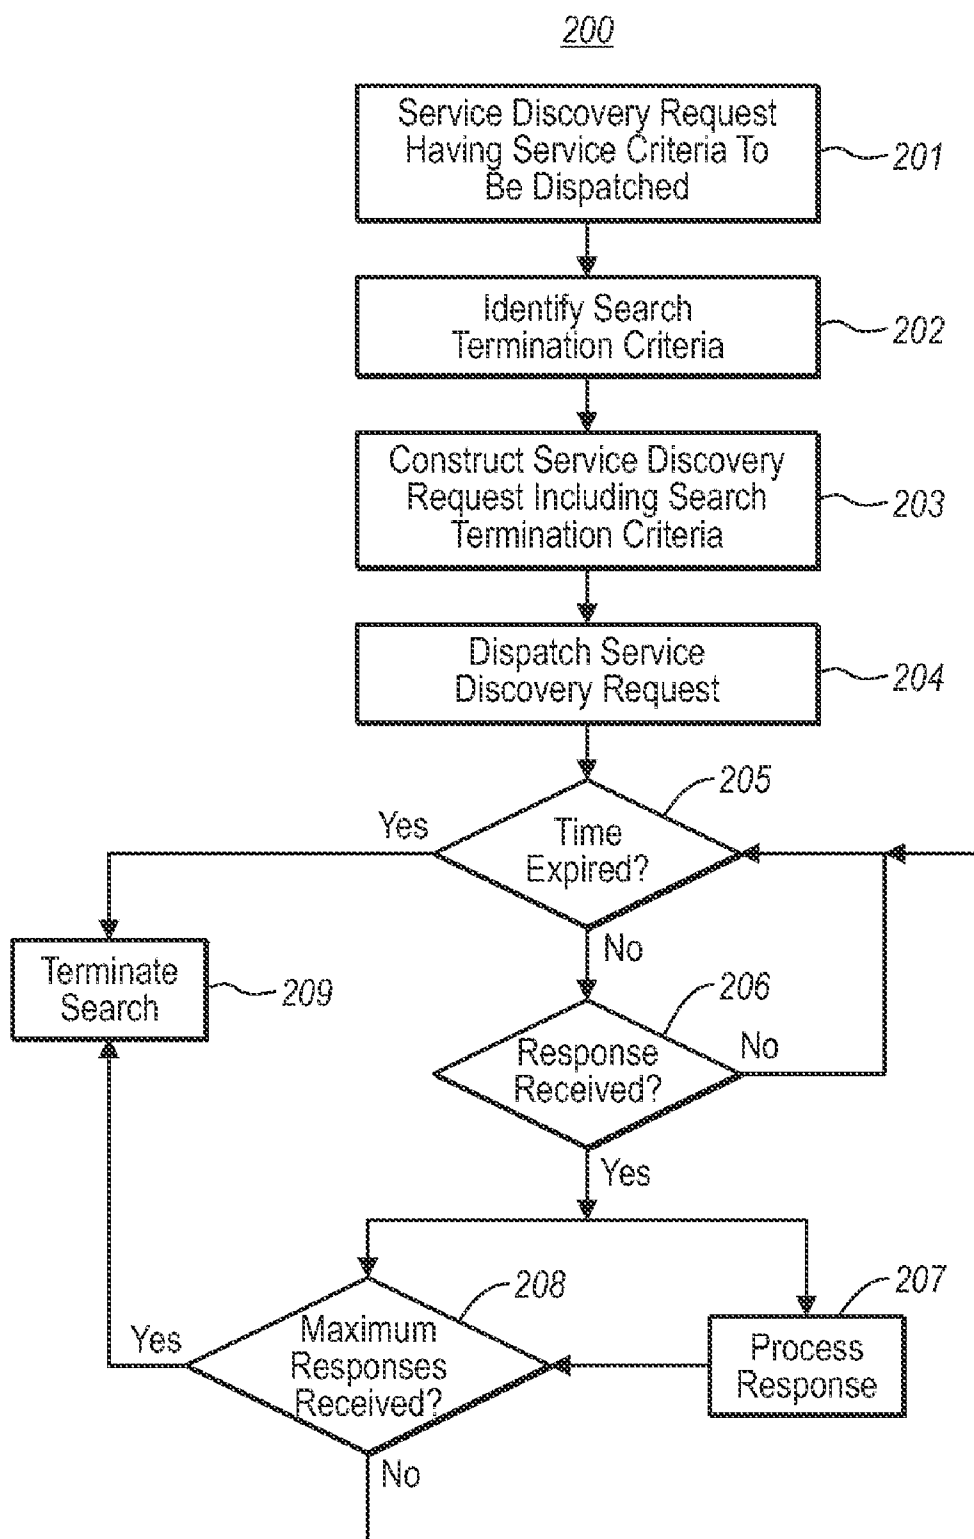 200
Service Discovery Request
Having Service Criteria To
Be Dispatched
201
Identify Search
Termination Criteria
202
Construct Service Discovery
Request Including Search
Termination Criteria
203
Dispatch Service
Discovery Request
204
205
Yes
Time
Expired?
No
Terminate
Search
209
206
Response
Received?
No
Yes
208
207
Yes
Maximum
Responses
Received?
Process
Response
No